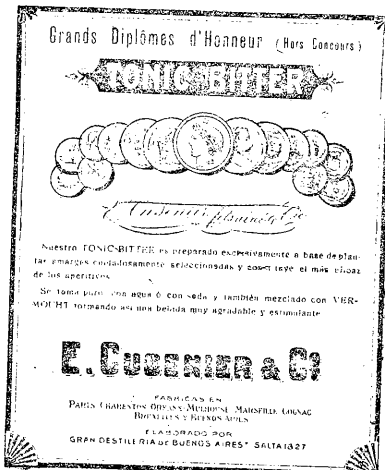 Grands Diplômes d'Honneur (Hors Concours)
TONIC-BITTER
Nuestro TONIC-BITTER es preparado exclusivamente a base de plan-
tas amargas cuidadosamente seleccionadas y constituye el más eficaz
de los aperitivos
Se toma puro, con agua ó con soda y también mezclado con VER-
MOUHT formando así una bebida muy agradable y estimulante
E. CUSENIER & Cª
FABRICAS EN
PARIS CHARENTON ORNANS MULHOUSE MARSEILLE COGNAC
BRUXELLES Y BUENOS AIRES
ELABORADO POR
GRAN DESTILERIA DE BUENOS AIRES" SALTA 1327